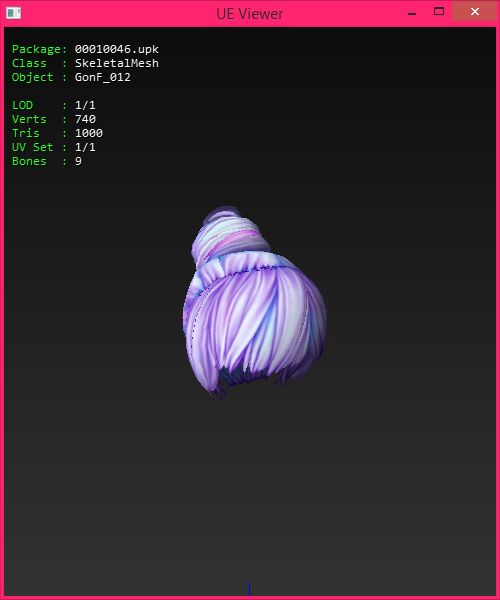 UE Viewer
Package: 00010046.upk
Class  : SkeletalMesh
Object : GonF_012
LOD    : 1/1
Verts  : 740
Tris   : 1000
UV Set : 1/1
Bones  : 9